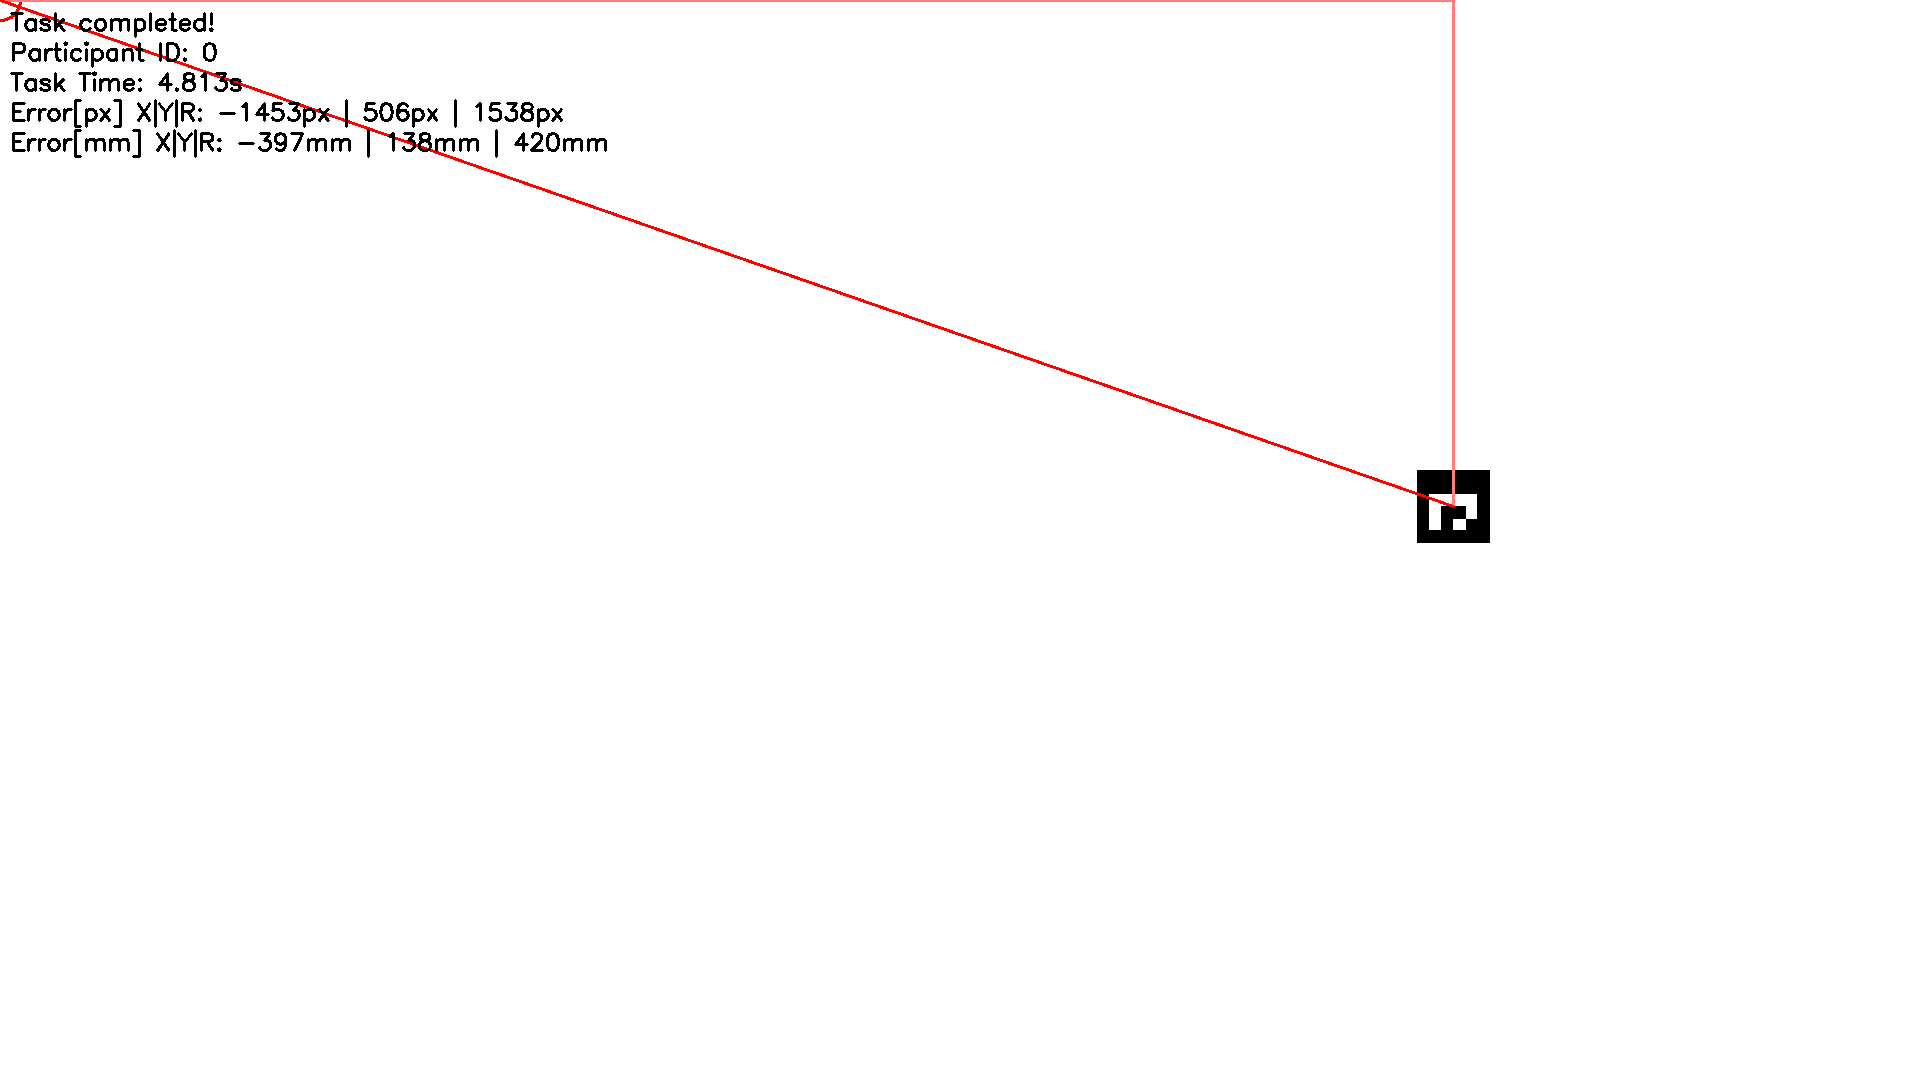 Task completed!
Participant ID: 0
Task Time: 4.813s
Error[px] X|Y|R: -1453px | 506px | 1538px
Error[mm] X|Y|R: -397mm | 138mm | 420mm